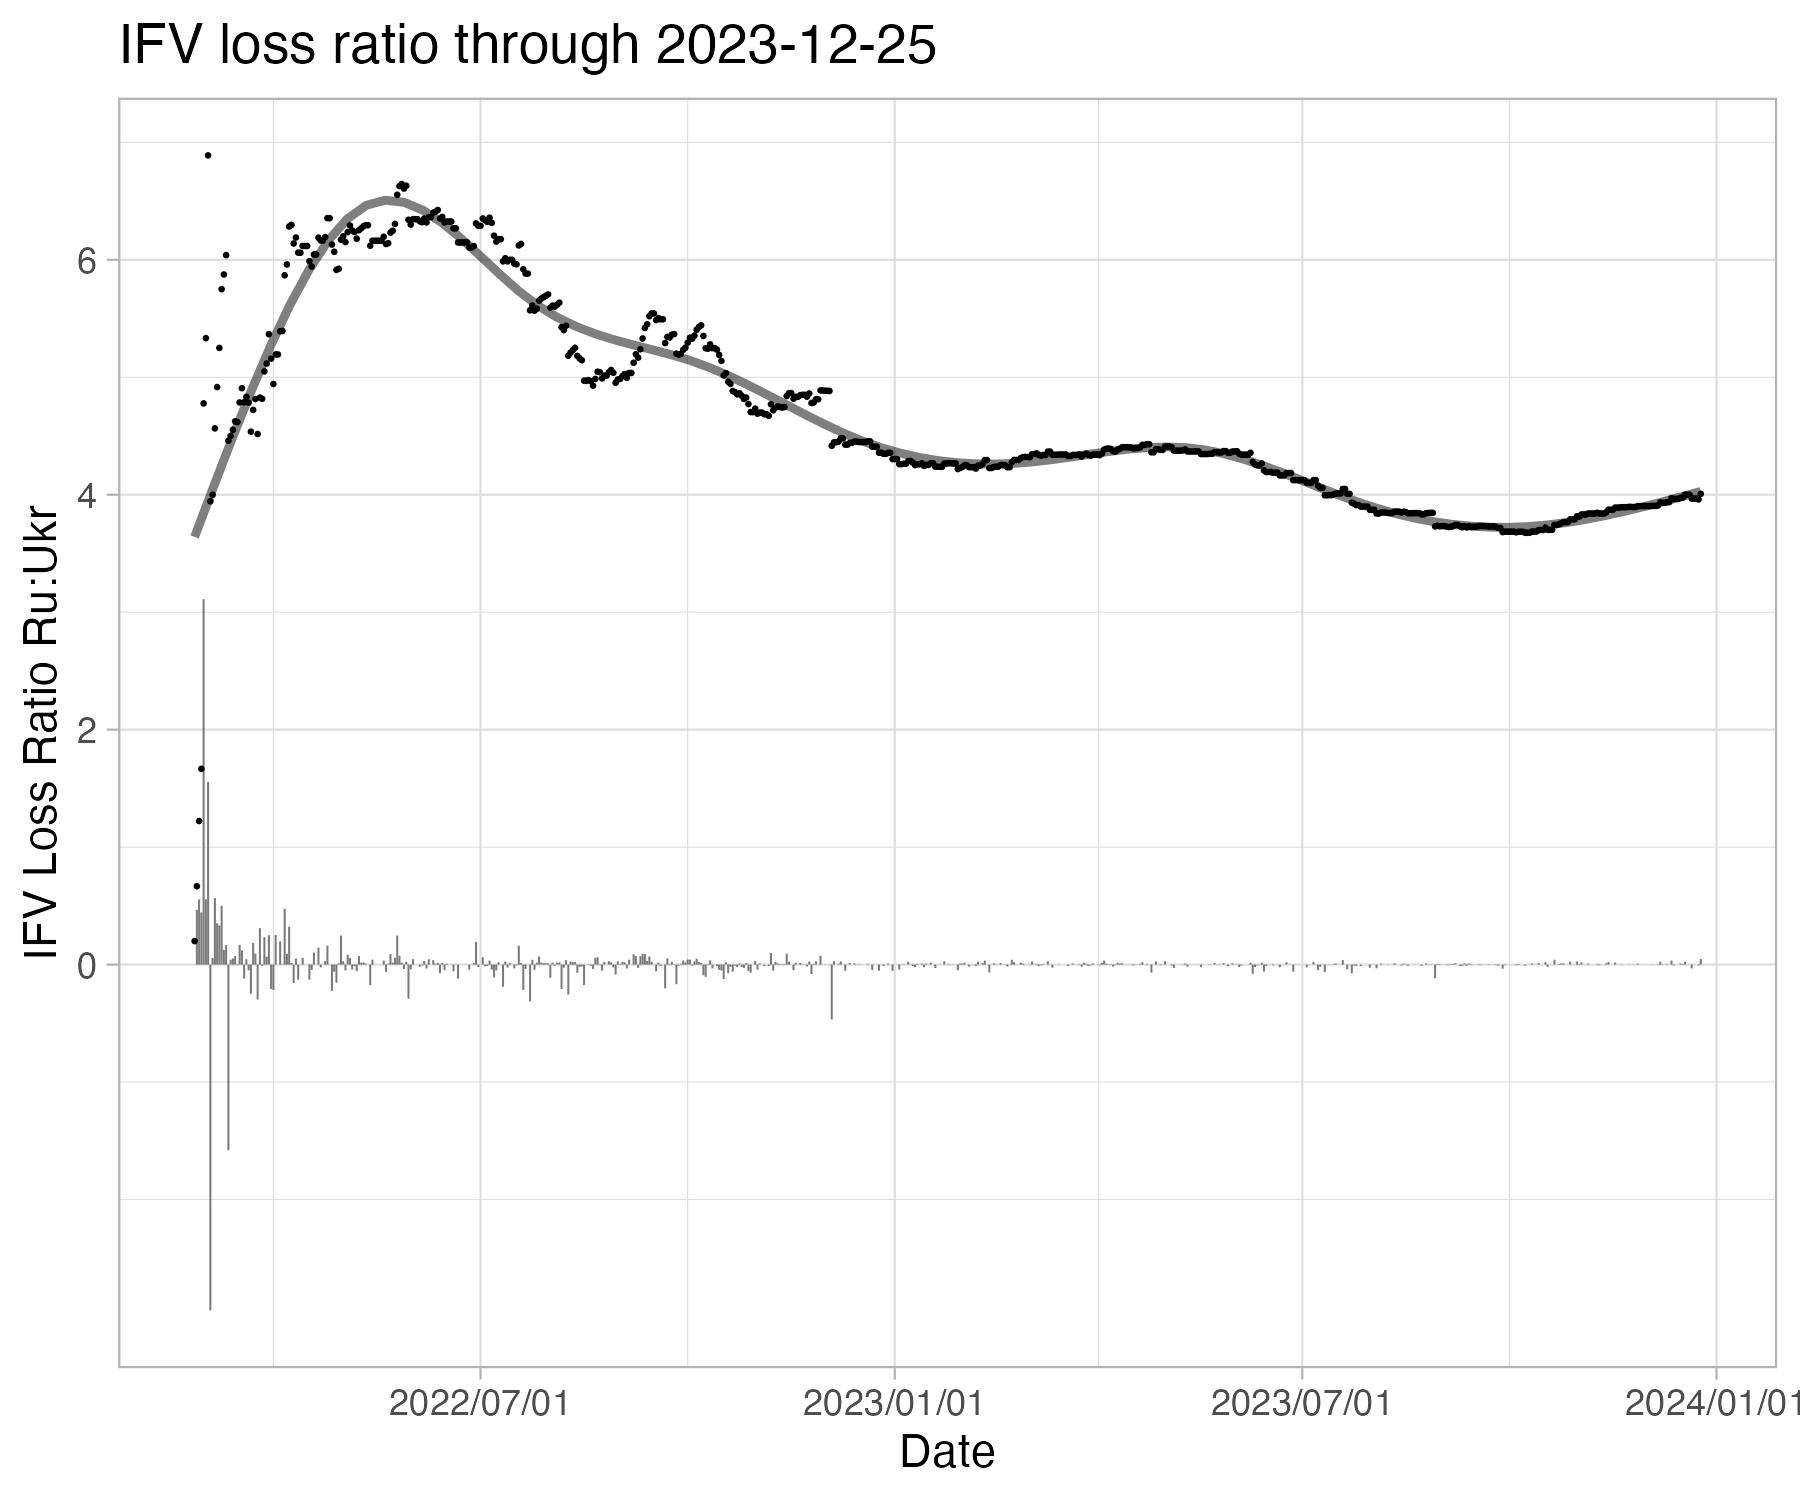 IFV loss ratio through 2023-12-25
IFV Loss Ratio Ru:Ukr
6
4
2
0
2022/07/01
2023/01/01
2023/07/01
2024/01/01
Date